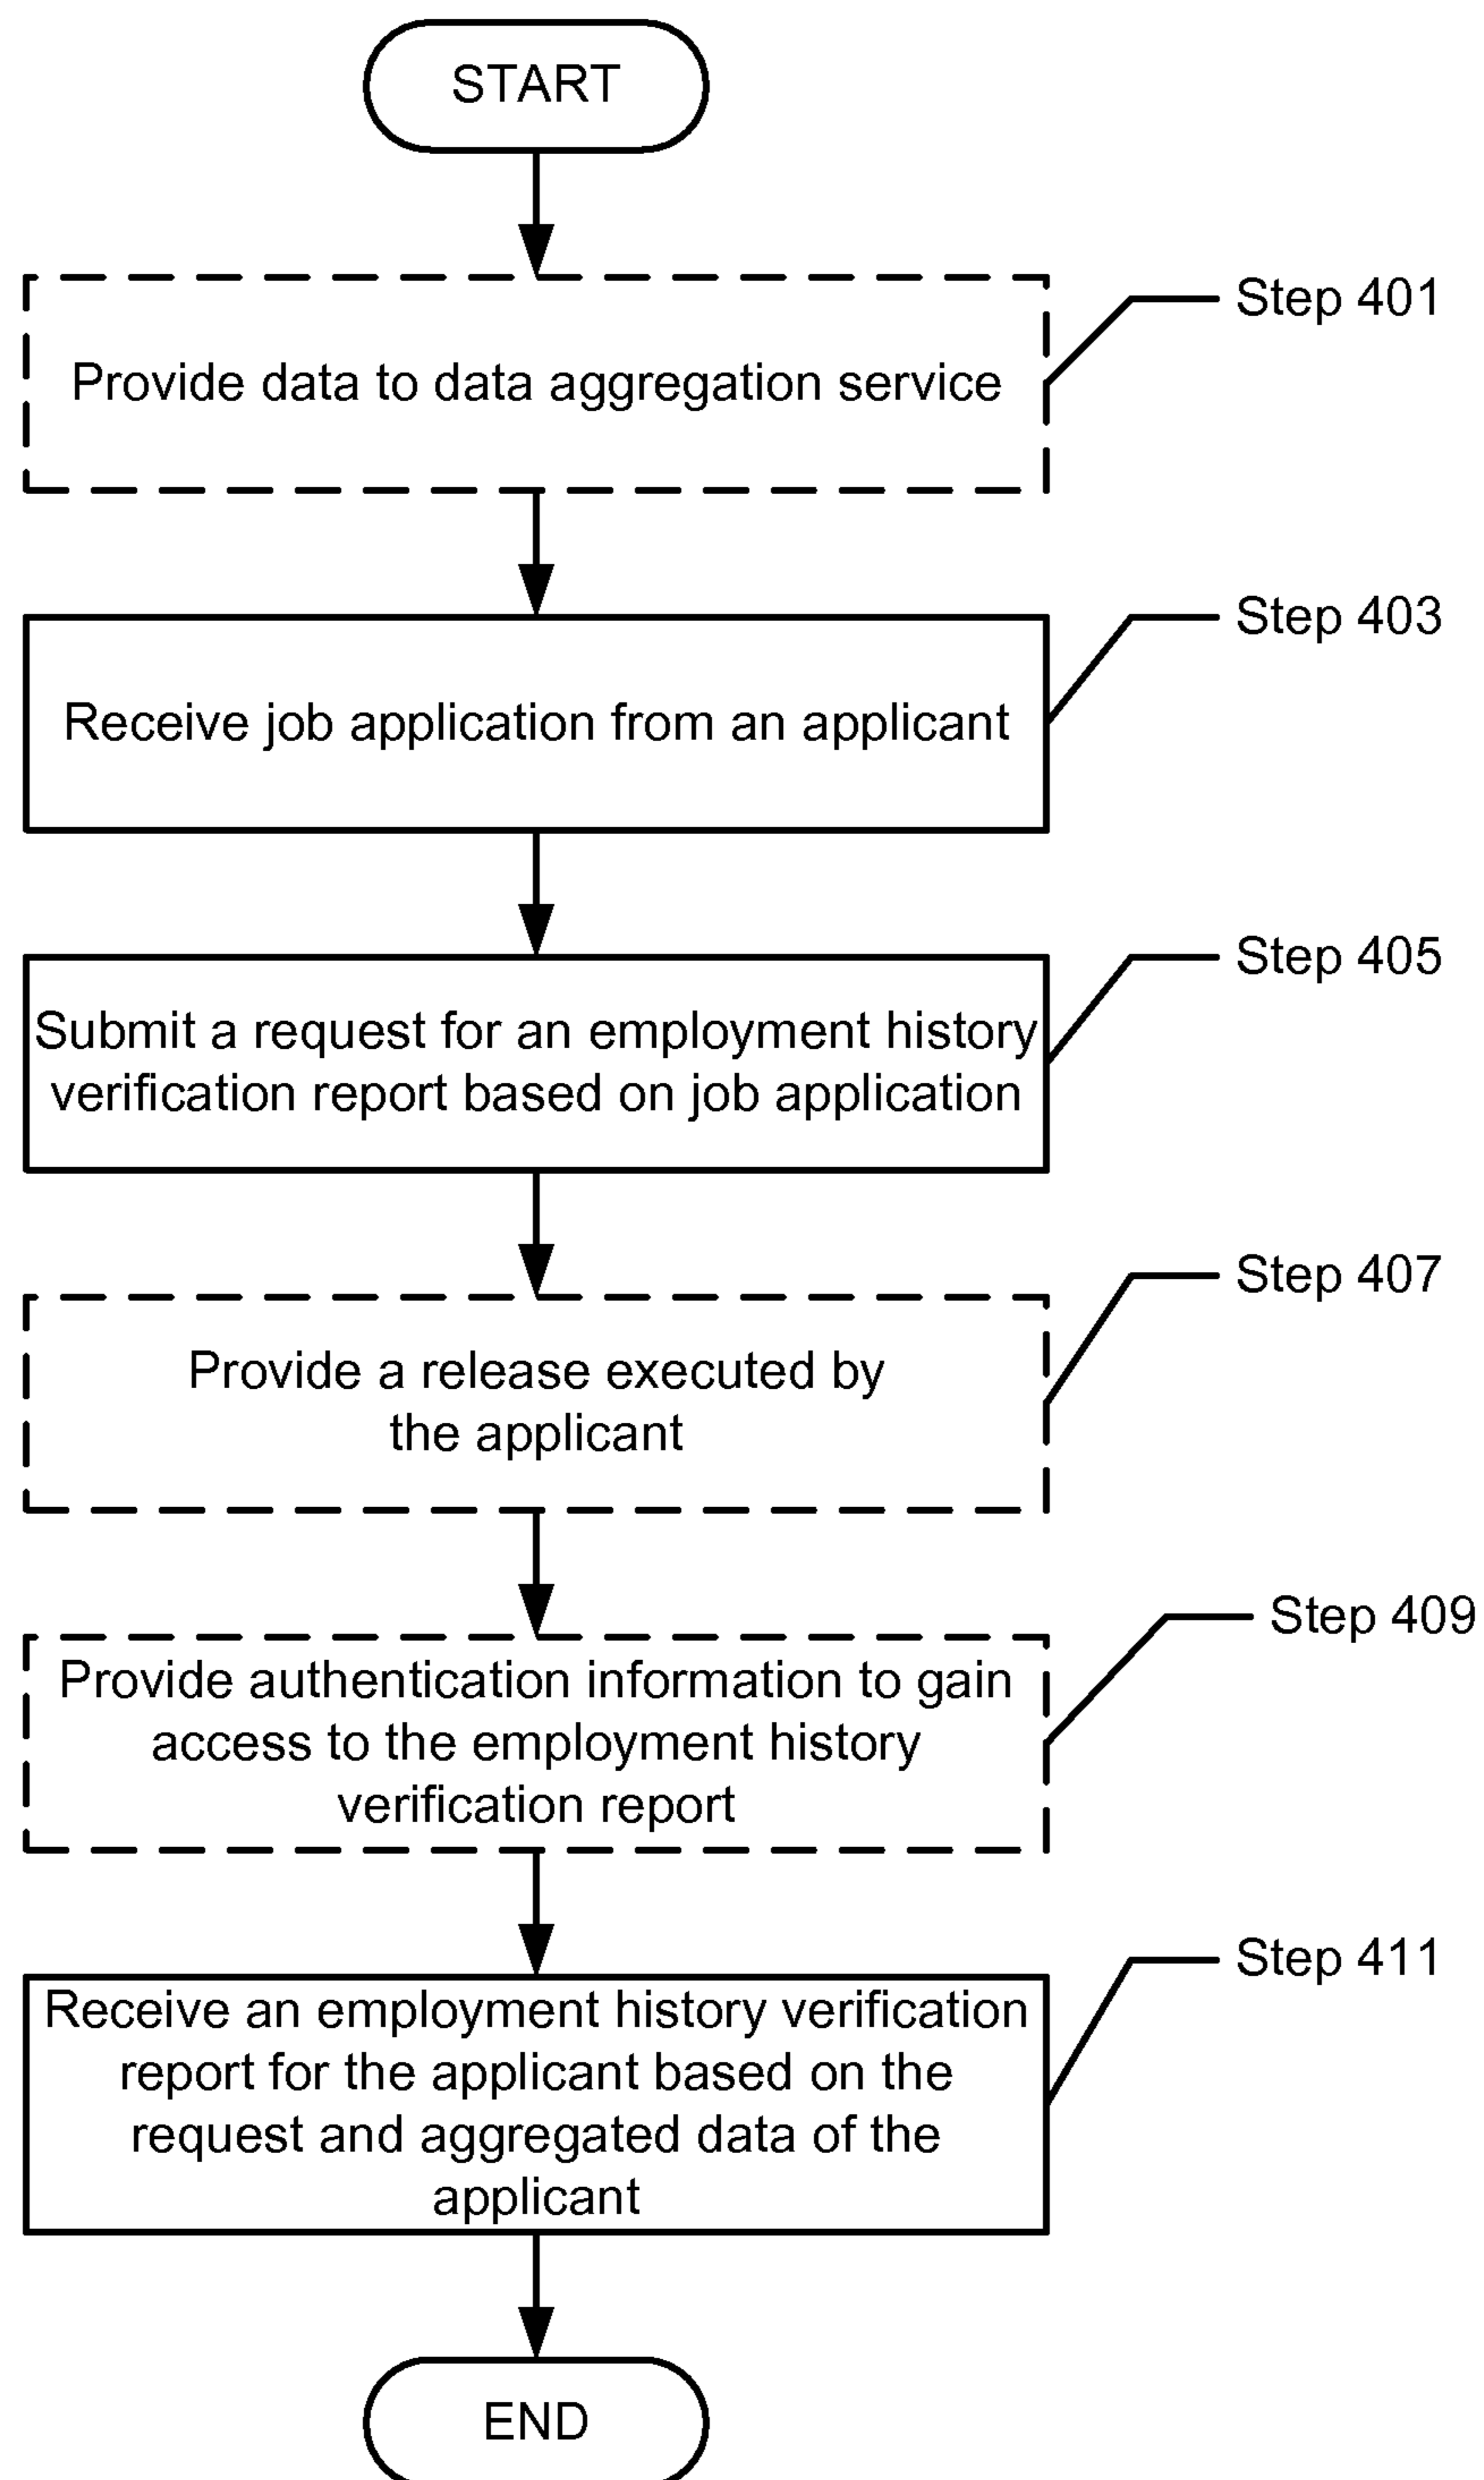 START
Step 401
Provide data to data aggregation service
Step 403
Receive job application from an applicant
Step 405
Submit a request for an employment history
verification report based on job application
Step 407
Provide a release executed by
the applicant
Step 409
Provide authentication information to gain
access to the employment history
verification report
Step 411
Receive an employment history verification
report for the applicant based on the
request and aggregated data of the
applicant
END